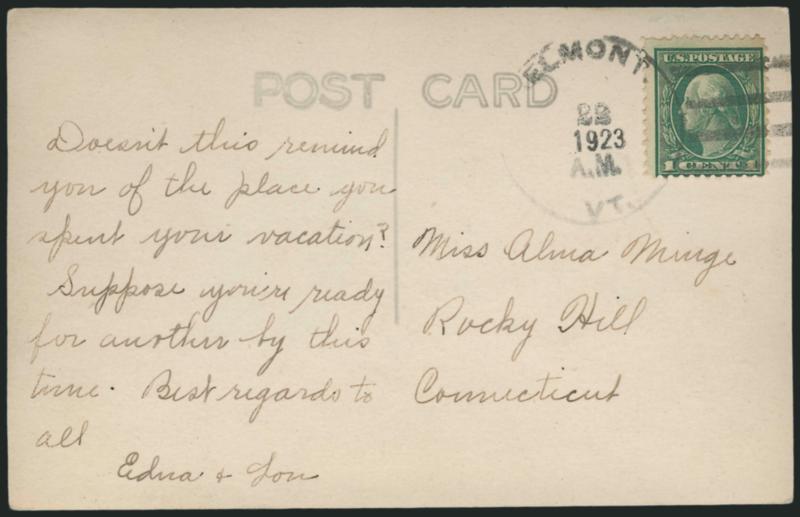 POST CARD
ELMONT
22
1923
A.M.
VT.
U.S. POSTAGE
1 CENTS 1
Doesn't this remind
you of the place you
spent your vacation?
Suppose you're ready
for another by this
time. Best regards to
all
Edna + Lou
Miss Alma Minge
Rocky Hill
Connecticut